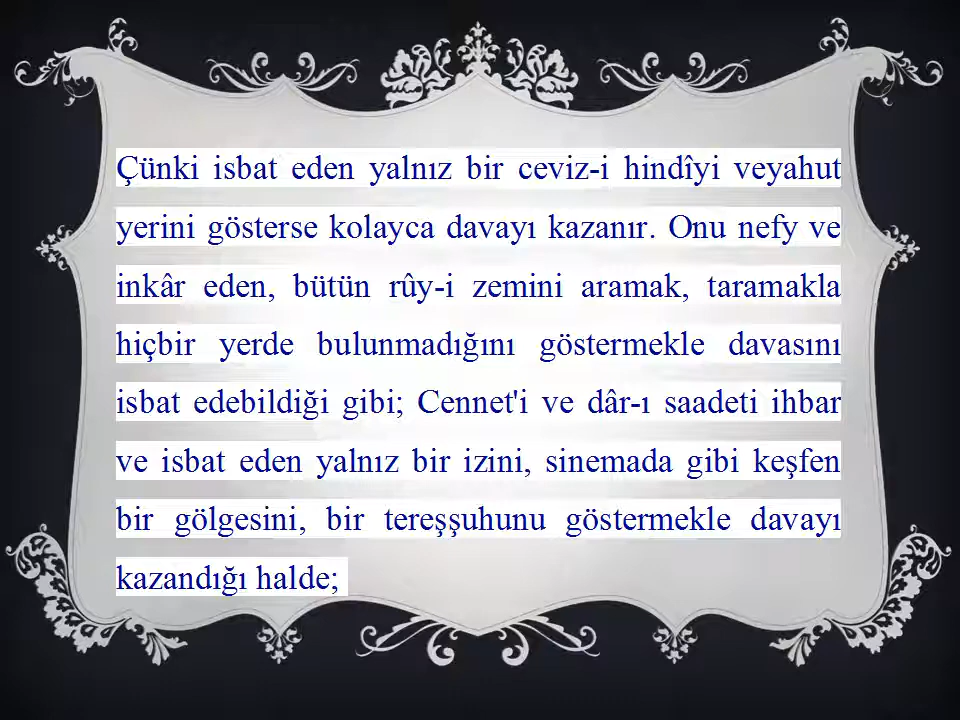 Çünki isbat eden yalnız bir ceviz-i hindîyi veyahut
yerini gösterse kolayca davayı kazanır. Onu nefy ve
inkâr eden, bütün rûy-i zemini aramak, taramakla
hiçbir yerde bulunmadığını göstermekle davasını
isbat edebildiği gibi; Cennet'i ve dâr-ı saadeti ihbar
ve isbat eden yalnız bir izini, sinemada gibi keşfen
bir gölgesini, bir tereşşuhunu göstermekle davayı
kazandığı halde;